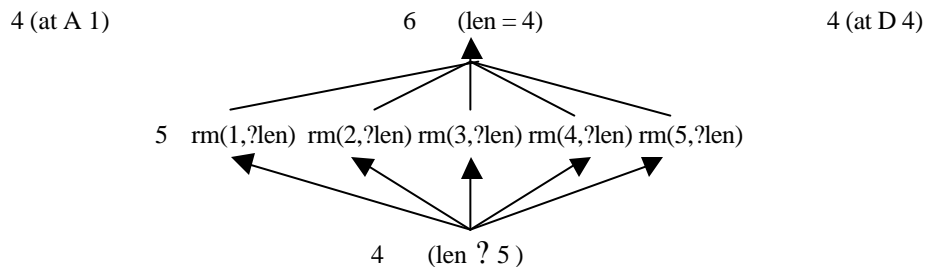 4 (at A 1) 6 (len = 4) 4 (at D 4)
5 rm(1,?len) rm(2,?len) rm(3,?len) rm(4,?len) rm(5,?len)
4 (len ? 5 )